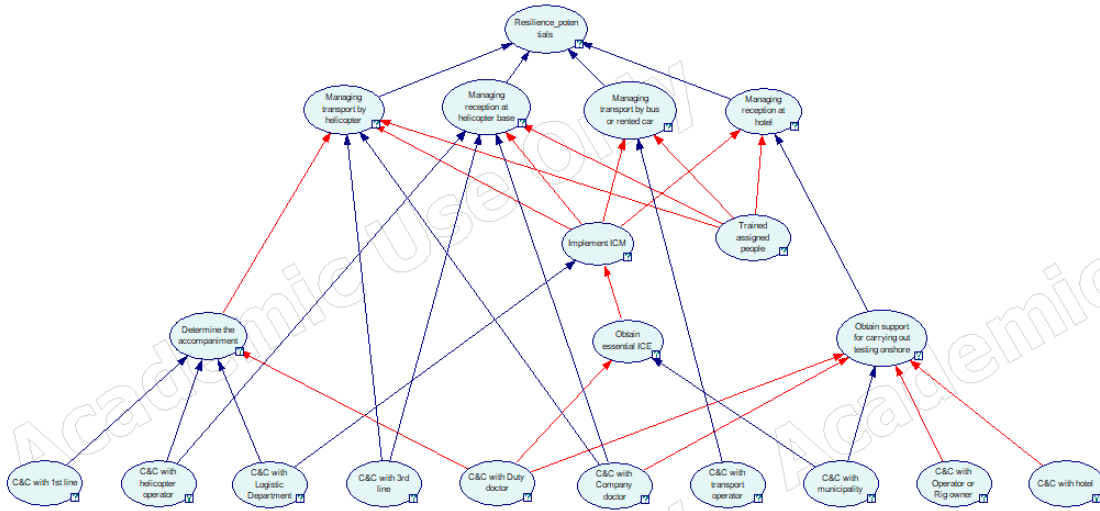 Resilience_poten
tials
Managing
transport by
helicopter
Managing
reception at
helicopter base
Managing
transport by bus
or rented car
Managing
reception at
hotel
Implement ICM
Trained
assigned
people
Determine the
accompaniment
Obtain
essential ICE
Obtain support
for carrying out
testing onshore
C&C with 1st line
C&C with
helicopter
operator
C&C with
Logistic
Department
C&C with 3rd
line
C&C with Duty
doctor
C&C with
Company
doctor
C&C with
transport
operator
C&C with
municipality
C&C with
Operator or
Rig owner
C&C with hotel
Academic Use Only
Academic